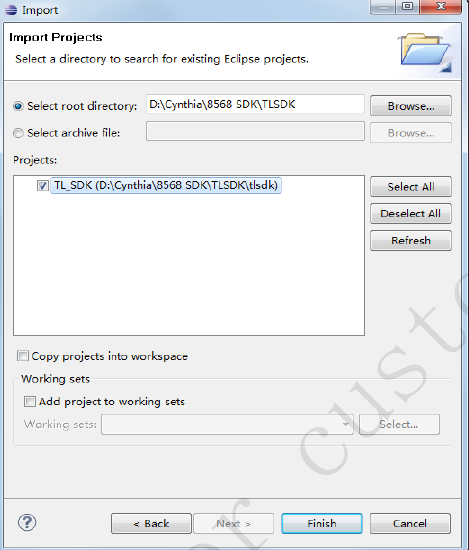 Import
Import Projects
Select a directory to search for existing Eclipse projects.
Select root directory: D:\Cynthia\8568 SDK\TLSDK Browse...
Select archive file: Browse...
Projects:
TL_SDK (D:\Cynthia\8568 SDK\TLSDK\tlsdk)
Select All
Deselect All
Refresh
Copy projects into workspace
Working sets
Add project to working sets
Working sets: Select...
? < Back Next > Finish Cancel
or custo